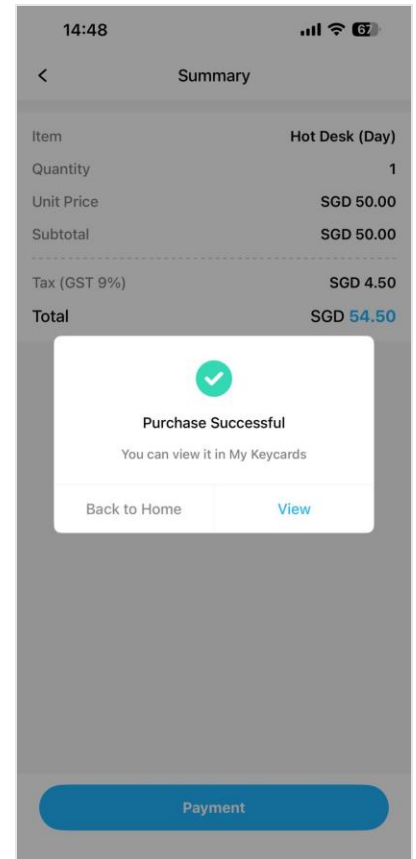 14:48
67
Summary
Item Hot Desk (Day)
Quantity 1
Unit Price SGD 50.00
Subtotal SGD 50.00
Tax (GST 9%) SGD 4.50
Total SGD 54.50
Purchase Successful
You can view it in My Keycards
Back to Home View
Payment